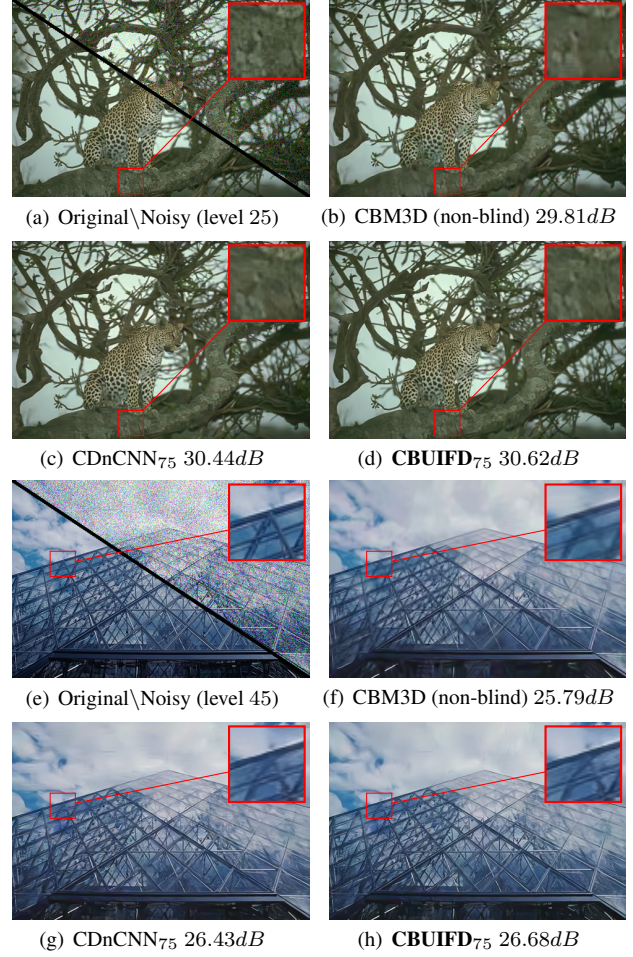 (a) Original\Noisy (level 25)
(b) CBM3D (non-blind) 29.81dB
(c) CDnCNN75 30.44dB
(d) CBUIFD75 30.62dB
(e) Original\Noisy (level 45)
(f) CBM3D (non-blind) 25.79dB
(g) CDnCNN75 26.43dB
(h) CBUIFD75 26.68dB